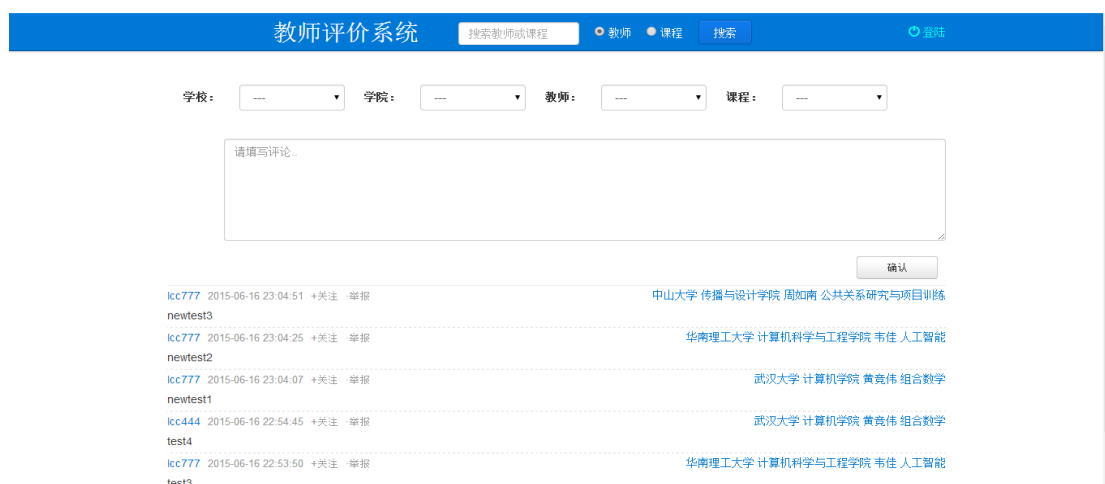 教师评价系统 搜索教师或课程 教师 课程 搜索 登陆
学校： --- 学院： --- 教师： --- 课程： ---
请填写评论..
确认
lcc777 2015-06-16 23:04:51 +关注 ·举报 中山大学 传播与设计学院 周如南 公共关系研究与项目训练
newtest3
lcc777 2015-06-16 23:04:25 +关注 ·举报 华南理工大学 计算机科学与工程学院 韦佳 人工智能
newtest2
lcc777 2015-06-16 23:04:07 +关注 ·举报 武汉大学 计算机学院 黄竞伟 组合数学
newtest1
lcc444 2015-06-16 22:54:45 +关注 ·举报 武汉大学 计算机学院 黄竞伟 组合数学
test4
lcc777 2015-06-16 22:53:50 +关注 ·举报 华南理工大学 计算机科学与工程学院 韦佳 人工智能
test3